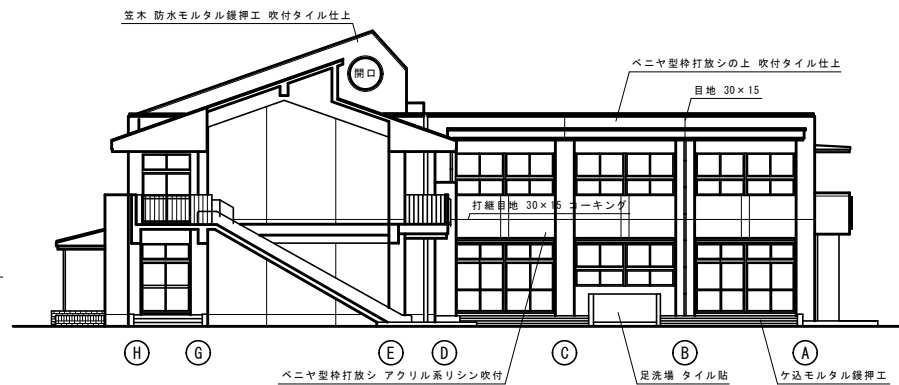 笠木 防水モルタル鏝押工 吹付タイル仕上
開口
ベニヤ型枠打放シの上 吹付タイル仕上
目地 30×15
打継目地 30×15 コーキング
H G E D C B A
ベニヤ型枠打放シ アクリル系リシン吹付
足洗場 タイル貼
ケ込モルタル鏝押工